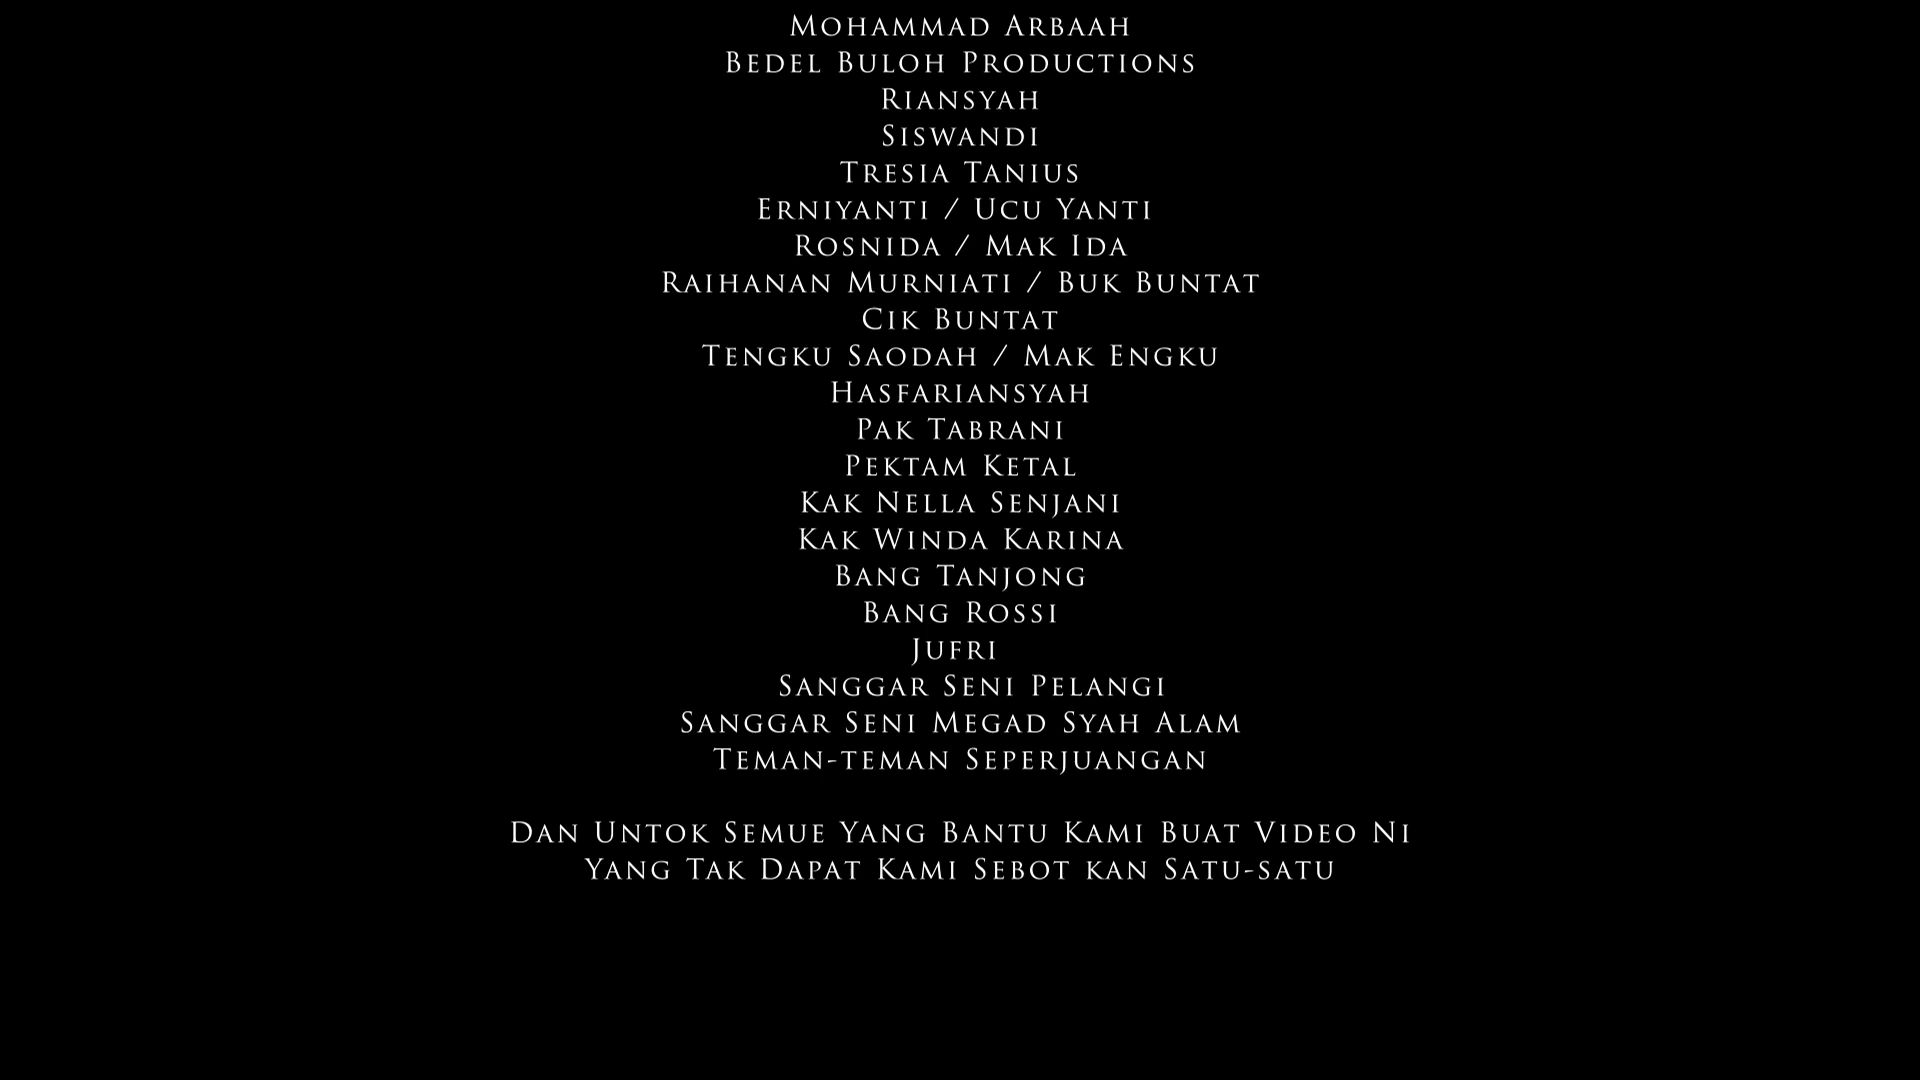 Mohammad Arbaah
Bedel Buloh Productions
Riansyah
Siswandi
Tresia Tanius
Erniyanti / Ucu Yanti
Rosnida / Mak Ida
Raihanan Murniati / Buk Buntat
Cik Buntat
Tengku Saodah / Mak Engku
Hasfariansyah
Pak Tabrani
Pektam Ketal
Kak Nella Senjani
Kak Winda Karina
Bang Tanjong
Bang Rossi
Jufri
Sanggar Seni Pelangi
Sanggar Seni Megad Syah Alam
Teman-teman Seperjuangan
Dan Untok Semue Yang Bantu Kami Buat Video Ni
Yang Tak Dapat Kami Sebot kan Satu-satu